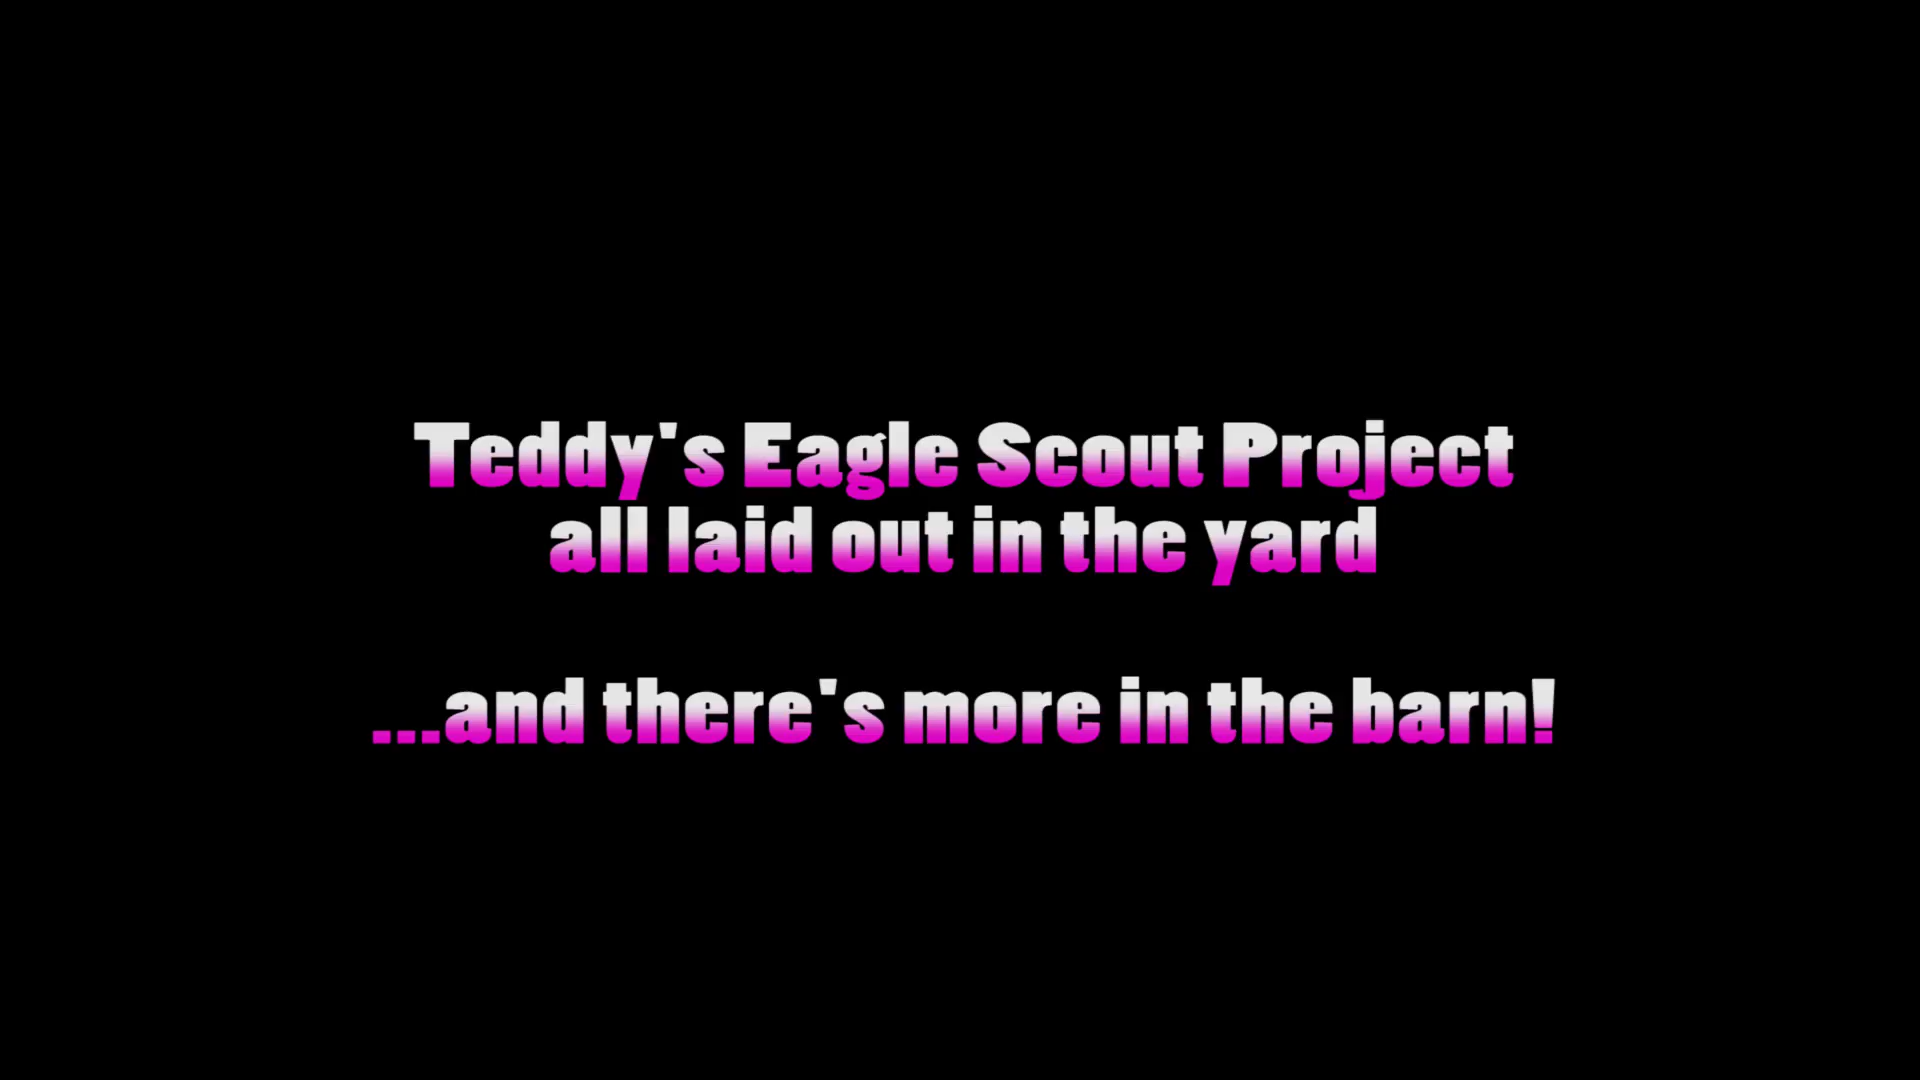 Teddy's Eagle Scout Project
all laid out in the yard
...and there's more in the barn!